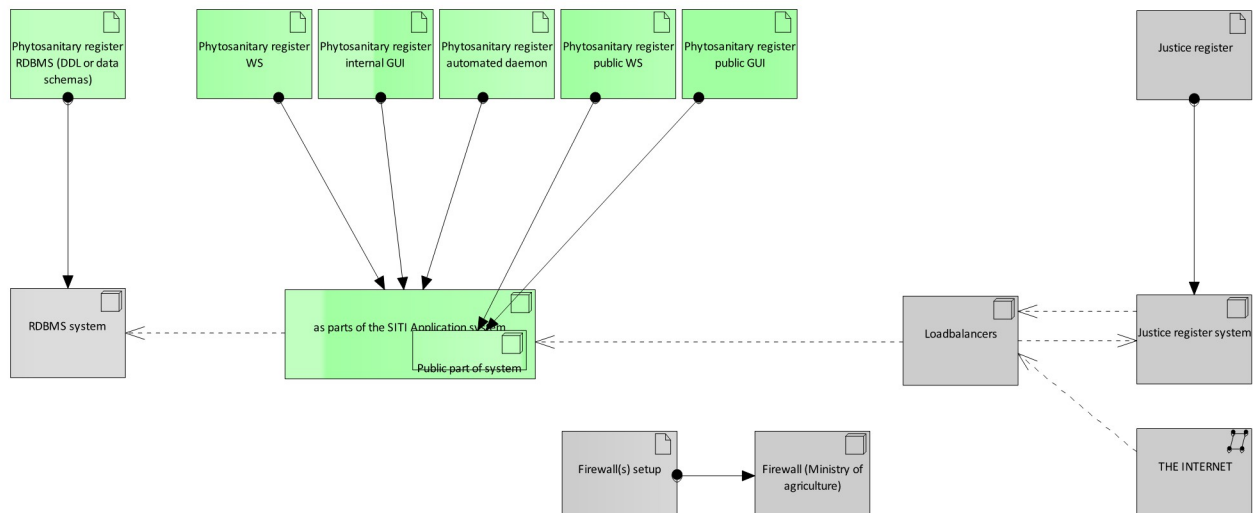 Phytosanitary register
RDBMS (DDL or data
schemas)
Phytosanitary register
WS
Phytosanitary register
internal GUI
Phytosanitary register
automated daemon
Phytosanitary register
public WS
Phytosanitary register
public GUI
Justice register
RDBMS system
as parts of the SITI Application system
Public part of system
Loadbalancers
Justice register system
Firewall(s) setup
Firewall (Ministry of
agriculture)
THE INTERNET